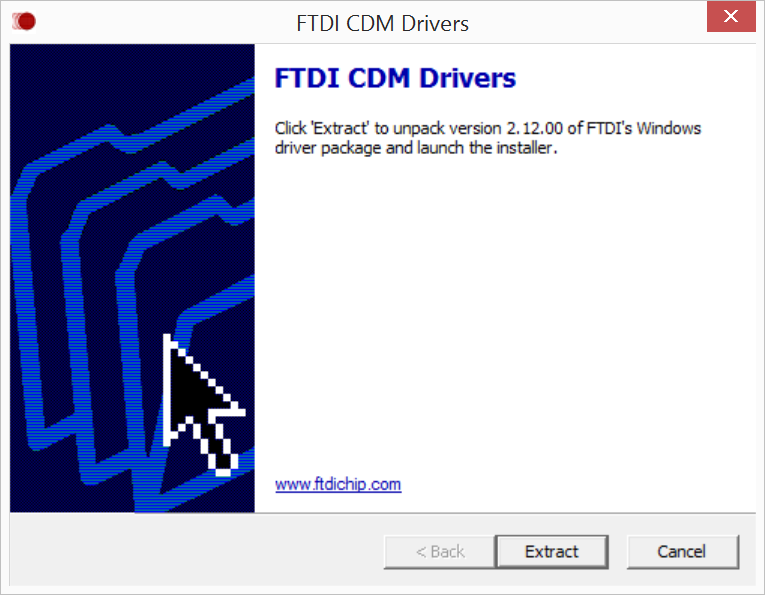 FTDI CDM Drivers
FTDI CDM Drivers
Click 'Extract' to unpack version 2.12.00 of FTDI's Windows
driver package and launch the installer.
www.ftdichip.com
< Back
Extract
Cancel